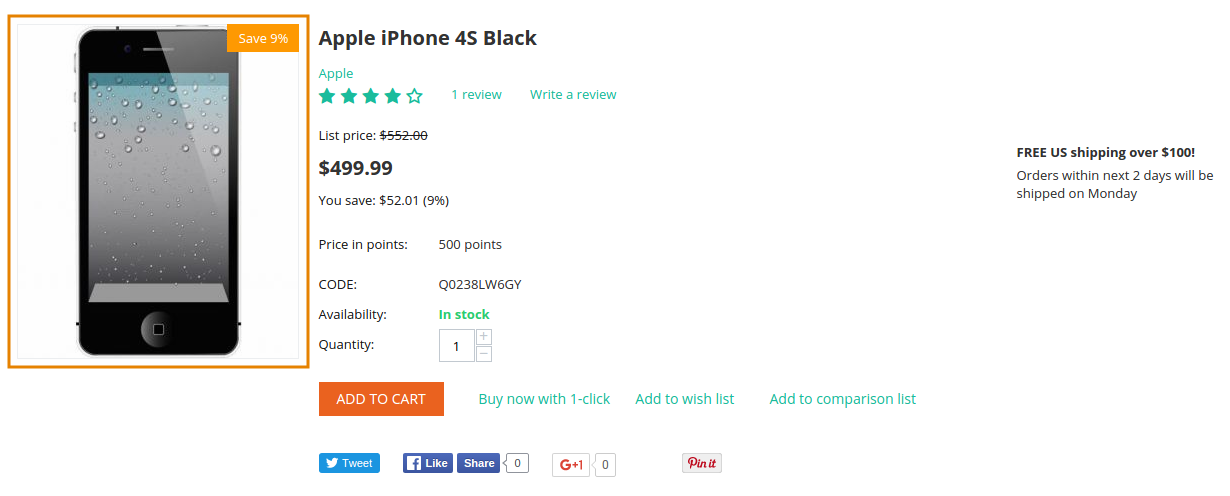 Save 9%
Apple iPhone 4S Black
Apple
1 review Write a review
List price: $552.00
$499.99
You save: $52.01 (9%)
FREE US shipping over $100!
Orders within next 2 days will be
shipped on Monday
Price in points: 500 points
CODE: Q0238LW6GY
Availability: In stock
Quantity: 1 + −
ADD TO CART Buy now with 1-click Add to wish list Add to comparison list
Tweet Like Share 0 G+1 0 Pin it